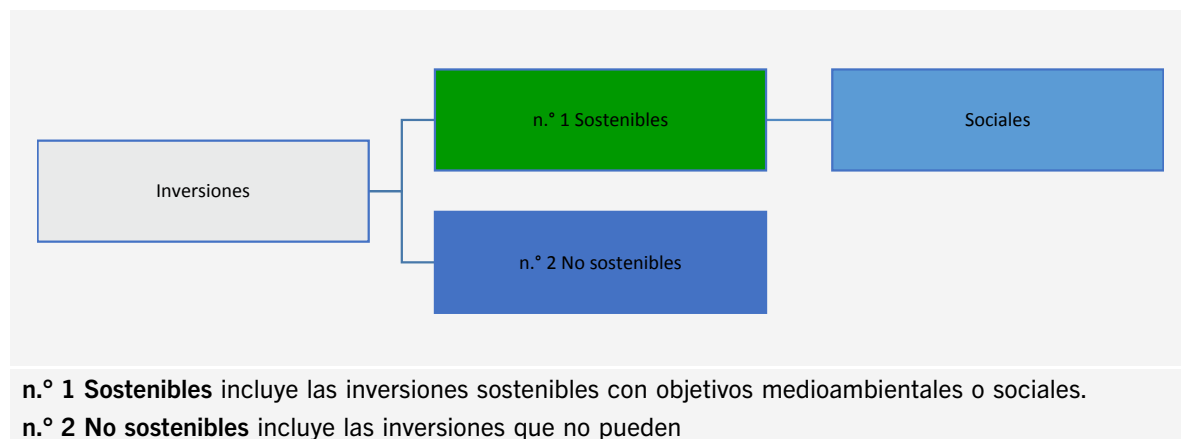 n.° 1 Sostenibles
Sociales
Inversiones
n.° 2 No sostenibles
n.° 1 Sostenibles incluye las inversiones sostenibles con objetivos medioambientales o sociales.
n.° 2 No sostenibles incluye las inversiones que no pueden